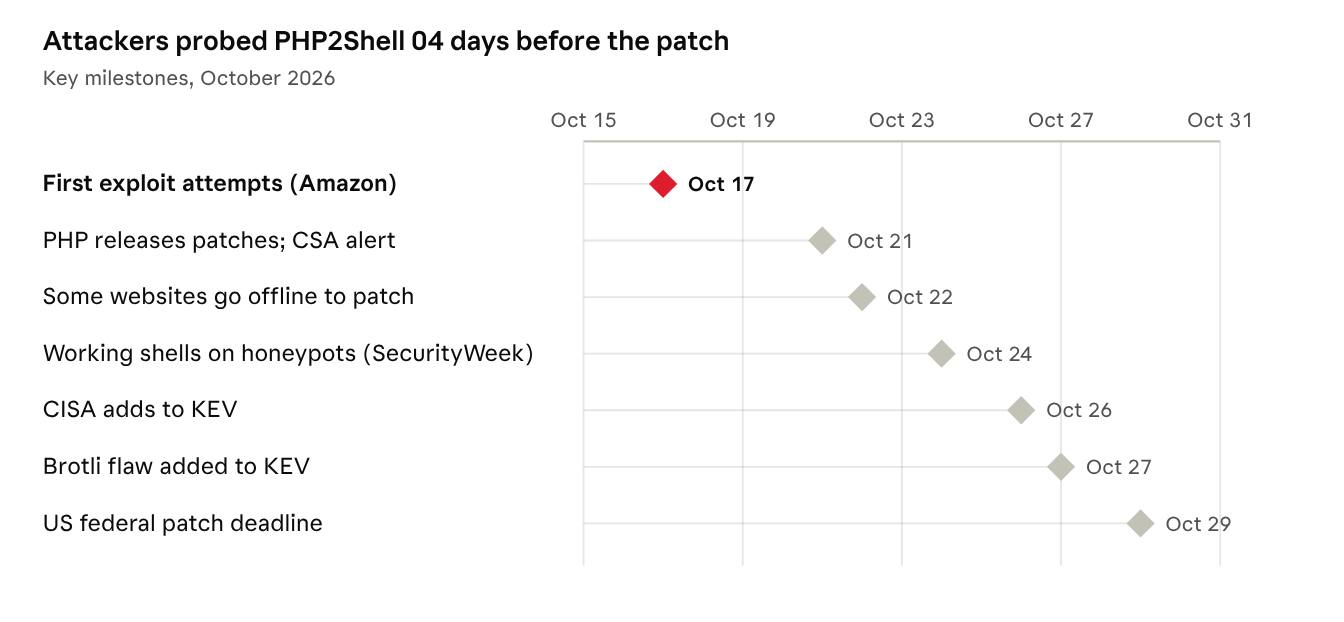 Attackers probed PHP2Shell 04 days before the patch
Key milestones, October 2026
Oct 15 Oct 19 Oct 23 Oct 27 Oct 31
First exploit attempts (Amazon) Oct 17
PHP releases patches; CSA alert Oct 21
Some websites go offline to patch Oct 22
Working shells on honeypots (SecurityWeek) Oct 24
CISA adds to KEV Oct 26
Brotli flaw added to KEV Oct 27
US federal patch deadline Oct 29